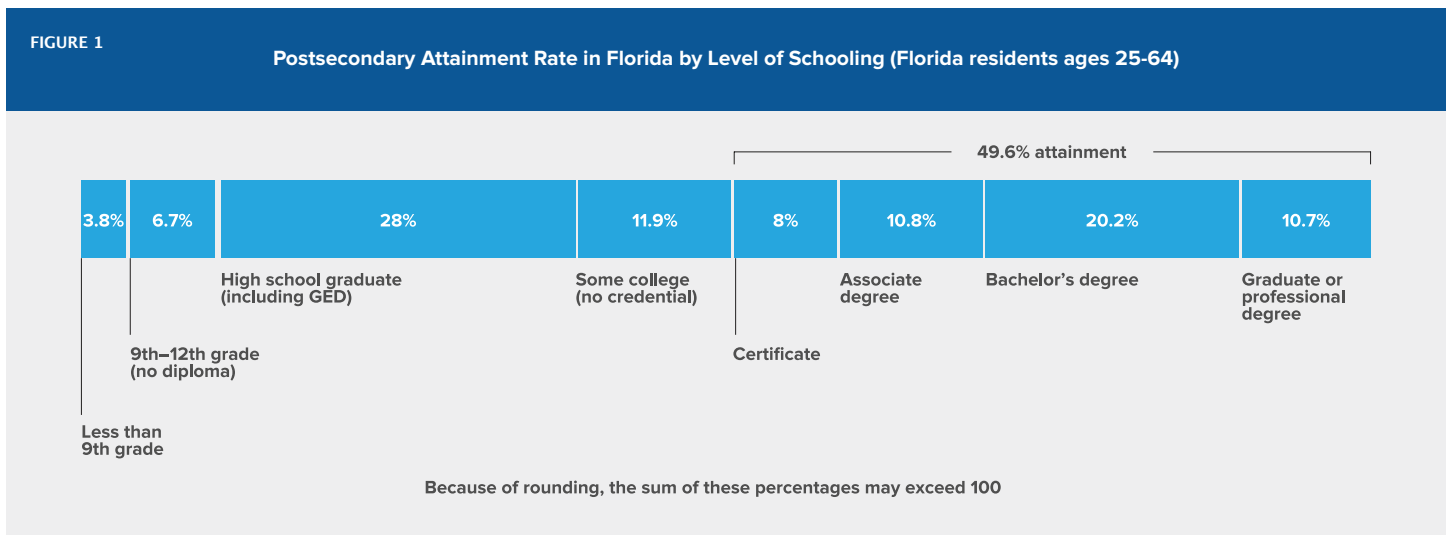 FIGURE 1
Postsecondary Attainment Rate in Florida by Level of Schooling (Florida residents ages 25-64)
49.6% attainment
3.8%
6.7%
28%
11.9%
8%
10.8%
20.2%
10.7%
High school graduate
(including GED)
Some college
(no credential)
Associate
degree
Bachelor’s degree
Graduate or
professional
degree
9th–12th grade
(no diploma)
Certificate
Less than
9th grade
Because of rounding, the sum of these percentages may exceed 100